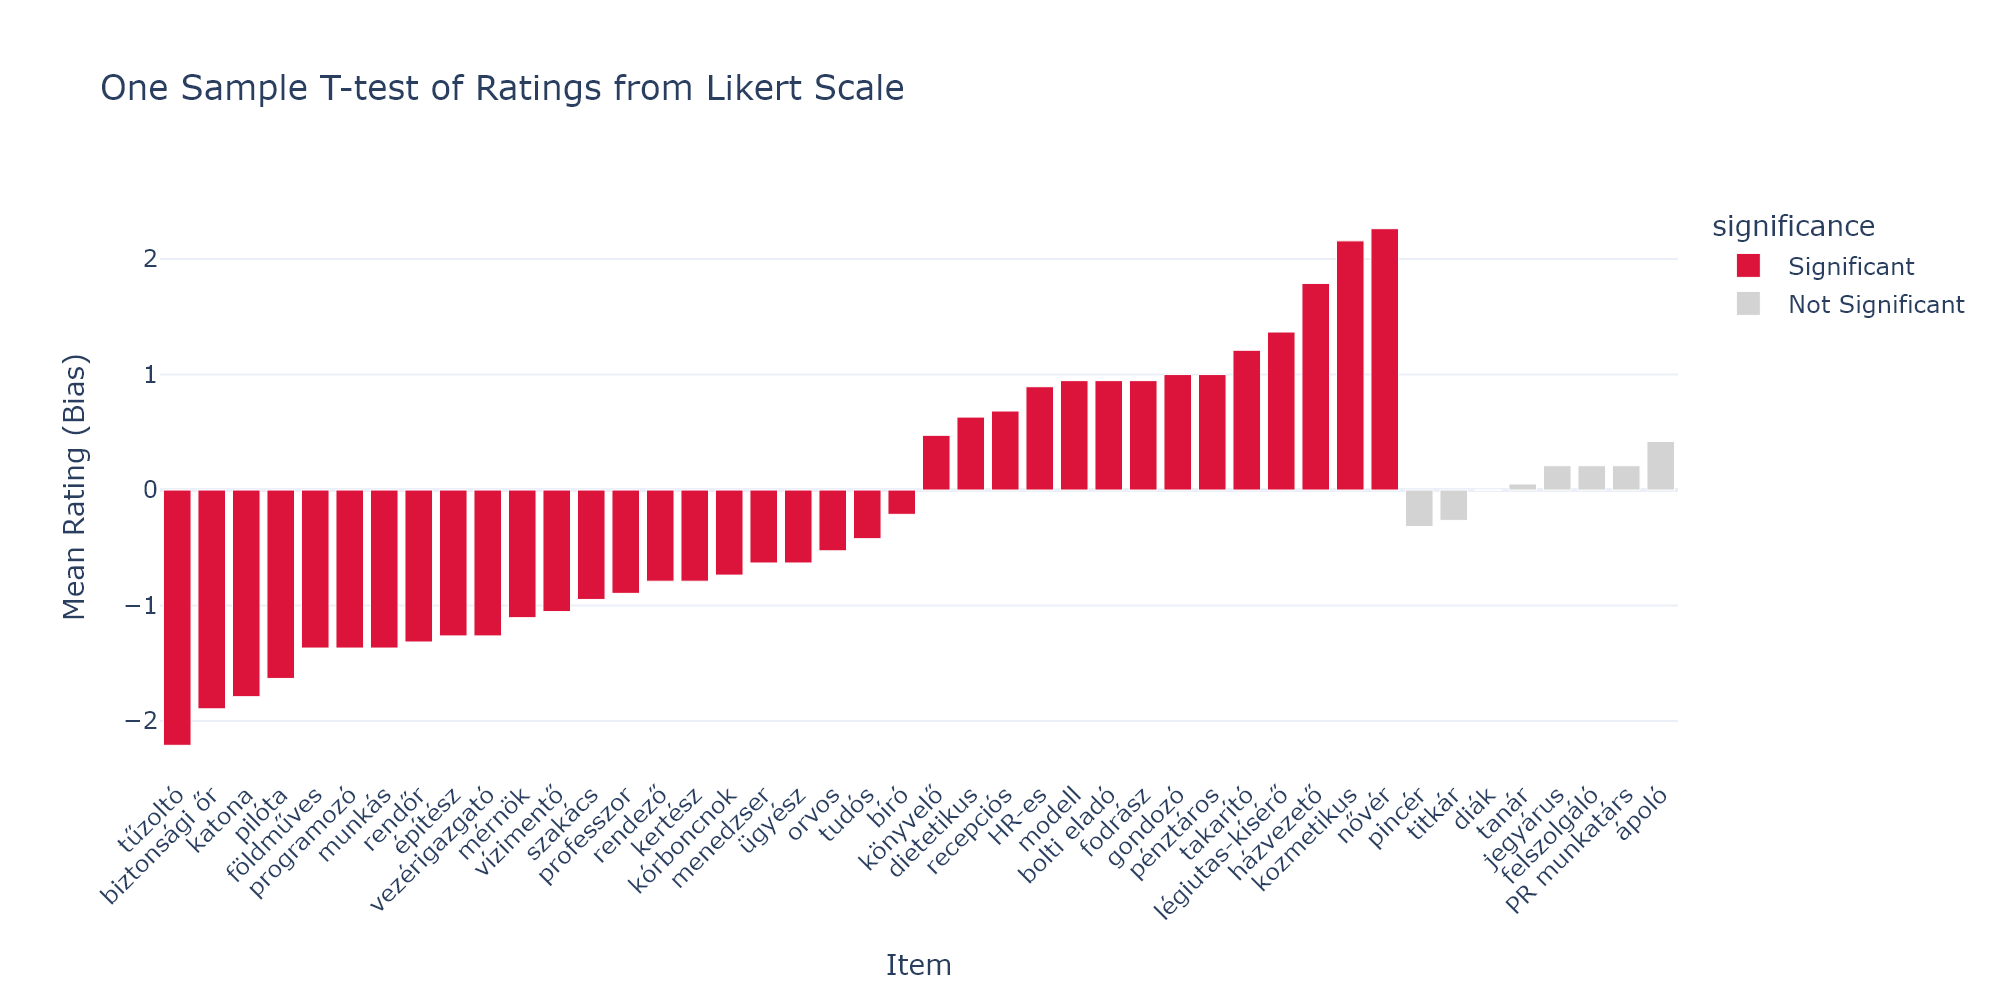 One Sample T-test of Ratings from Likert Scale
significance
Significant
Not Significant
Mean Rating (Bias)
2
1
0
−1
−2
tűzoltó
biztonsági őr
katona
pilóta
földműves
programozó
munkás
rendőr
építész
vezérigazgató
mérnök
vízimentő
szakács
professzor
rendező
kertész
kórboncnok
menedzser
ügyész
orvos
tudós
bíró
könyvelő
dietetikus
recepciós
HR-es
modell
bolti eladó
fodrász
gondozó
pénztáros
takarító
légiutas-kísérő
házvezető
kozmetikus
nővér
pincér
titkár
diák
tanár
jegyárus
felszolgáló
PR munkatárs
ápoló
Item